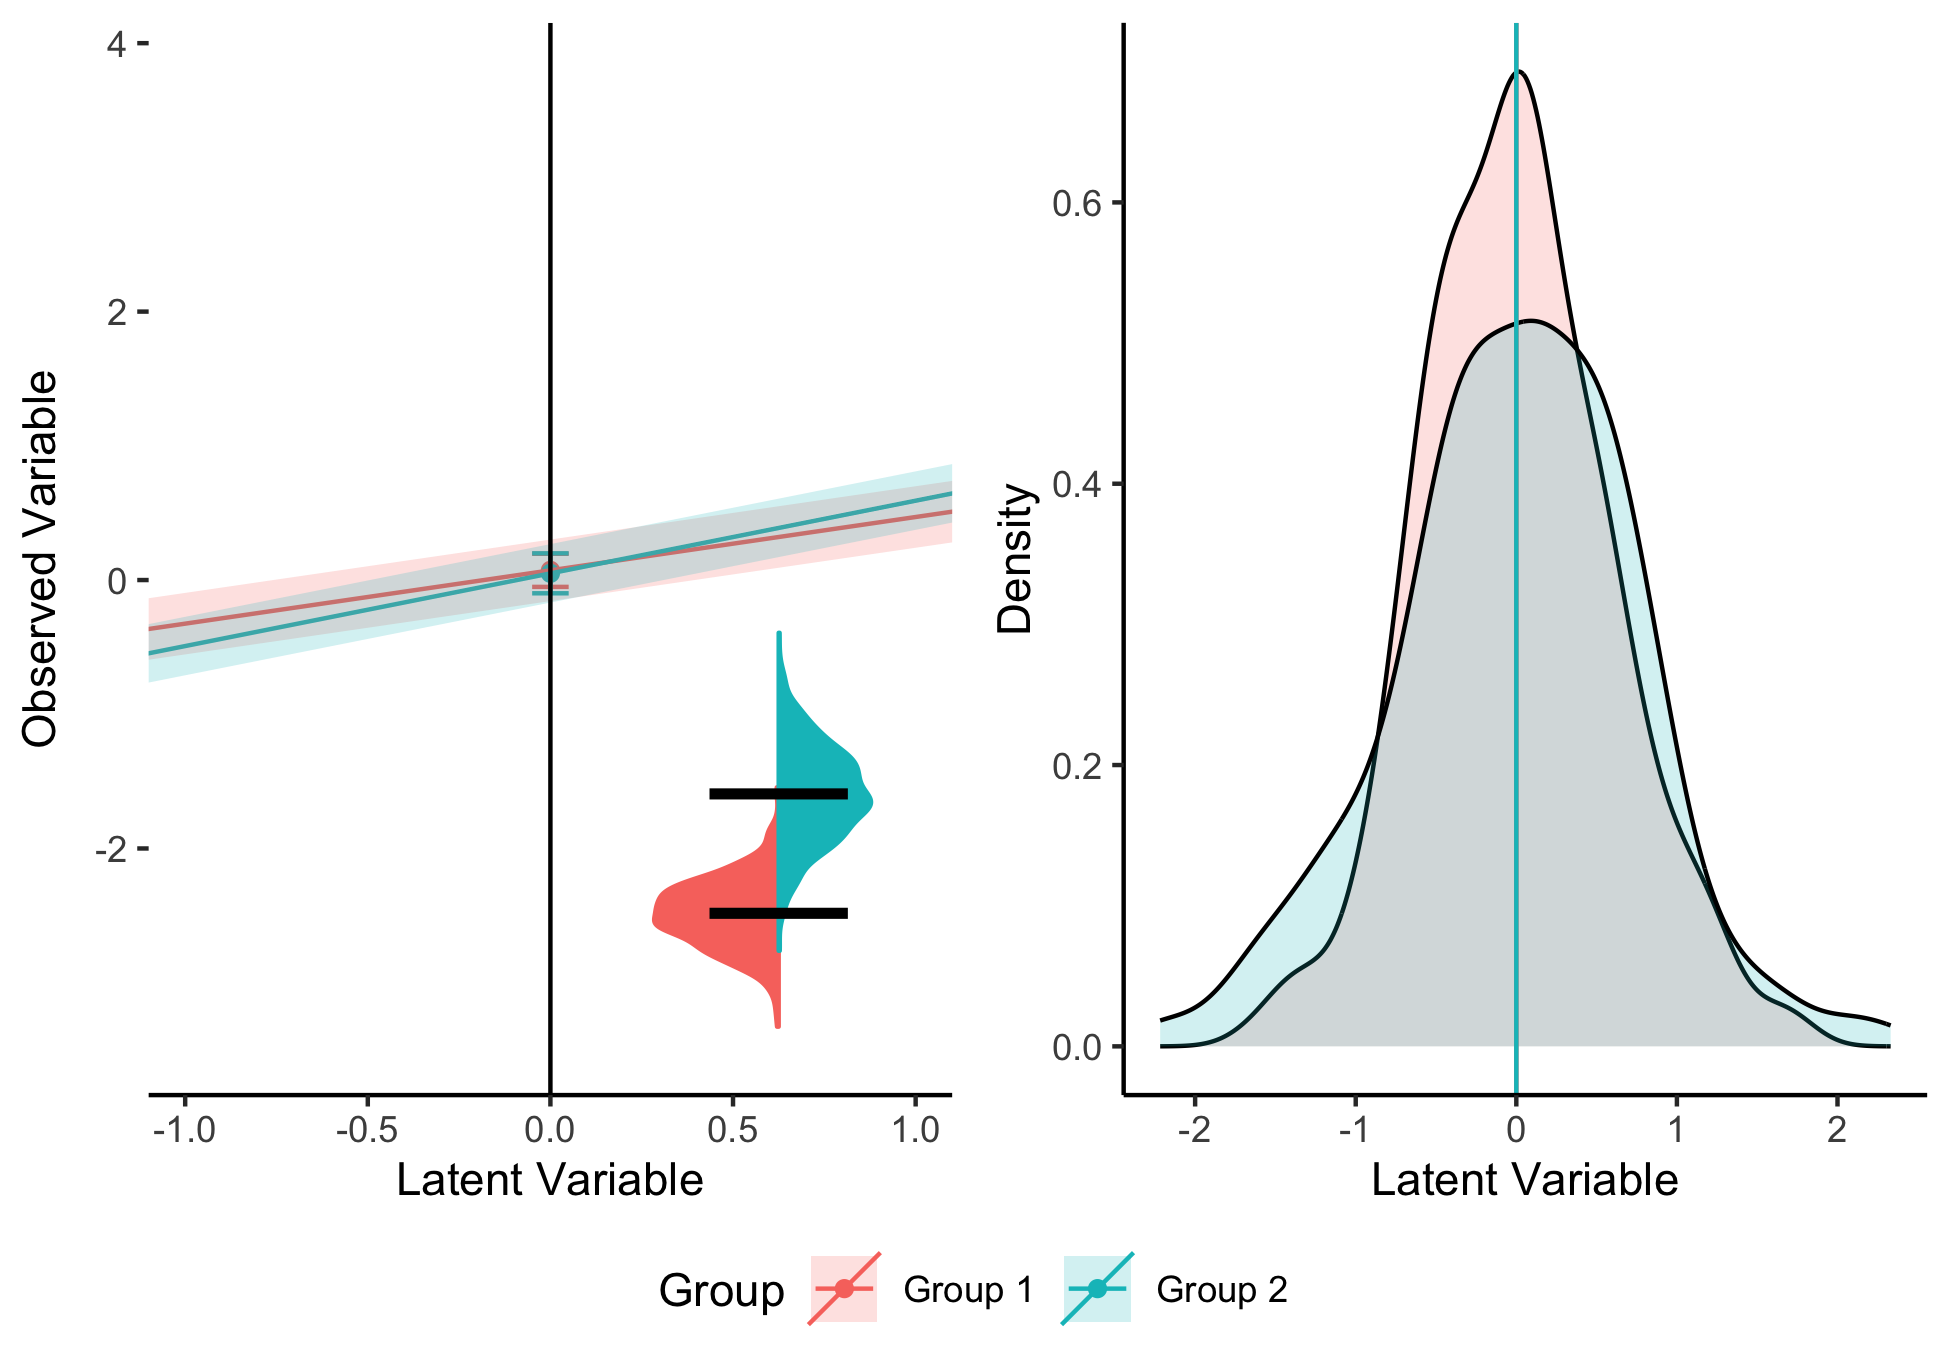 4
2
0
-2
Observed Variable
-1.0 -0.5 0.0 0.5 1.0
Latent Variable
0.6
0.4
0.2
0.0
Density
-2 -1 0 1 2
Latent Variable
Group Group 1 Group 2